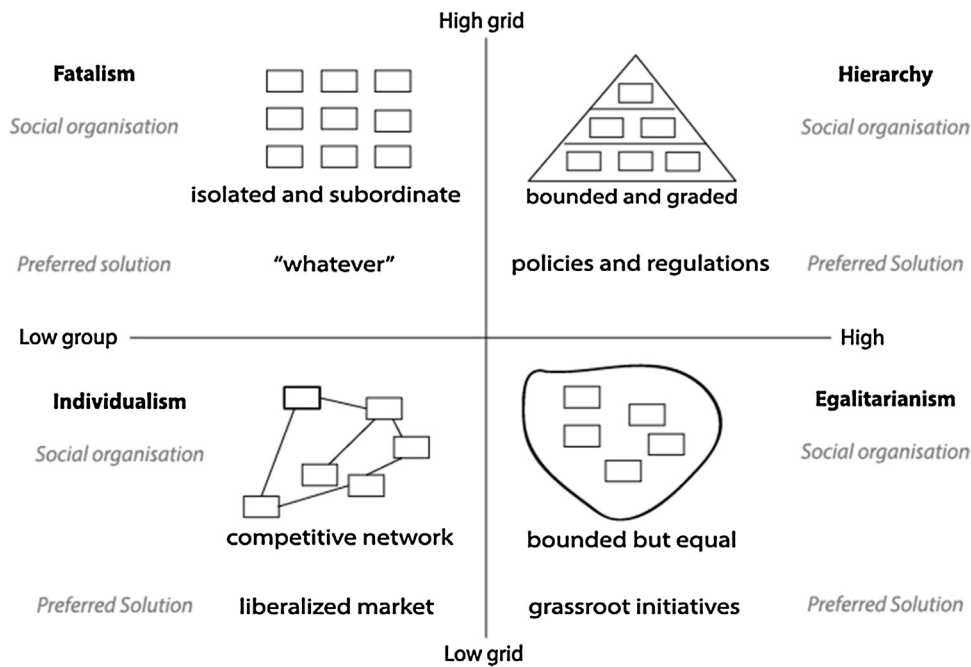 High grid
Fatalism
Hierarchy
Social organisation
Social organisation
isolated and subordinate
bounded and graded
Preferred solution
“whatever”
policies and regulations
Preferred Solution
Low group
High
Individualism
Egalitarianism
Social organisation
Social organisation
competitive network
bounded but equal
Preferred Solution
liberalized market
grassroot initiatives
Preferred Solution
Low grid